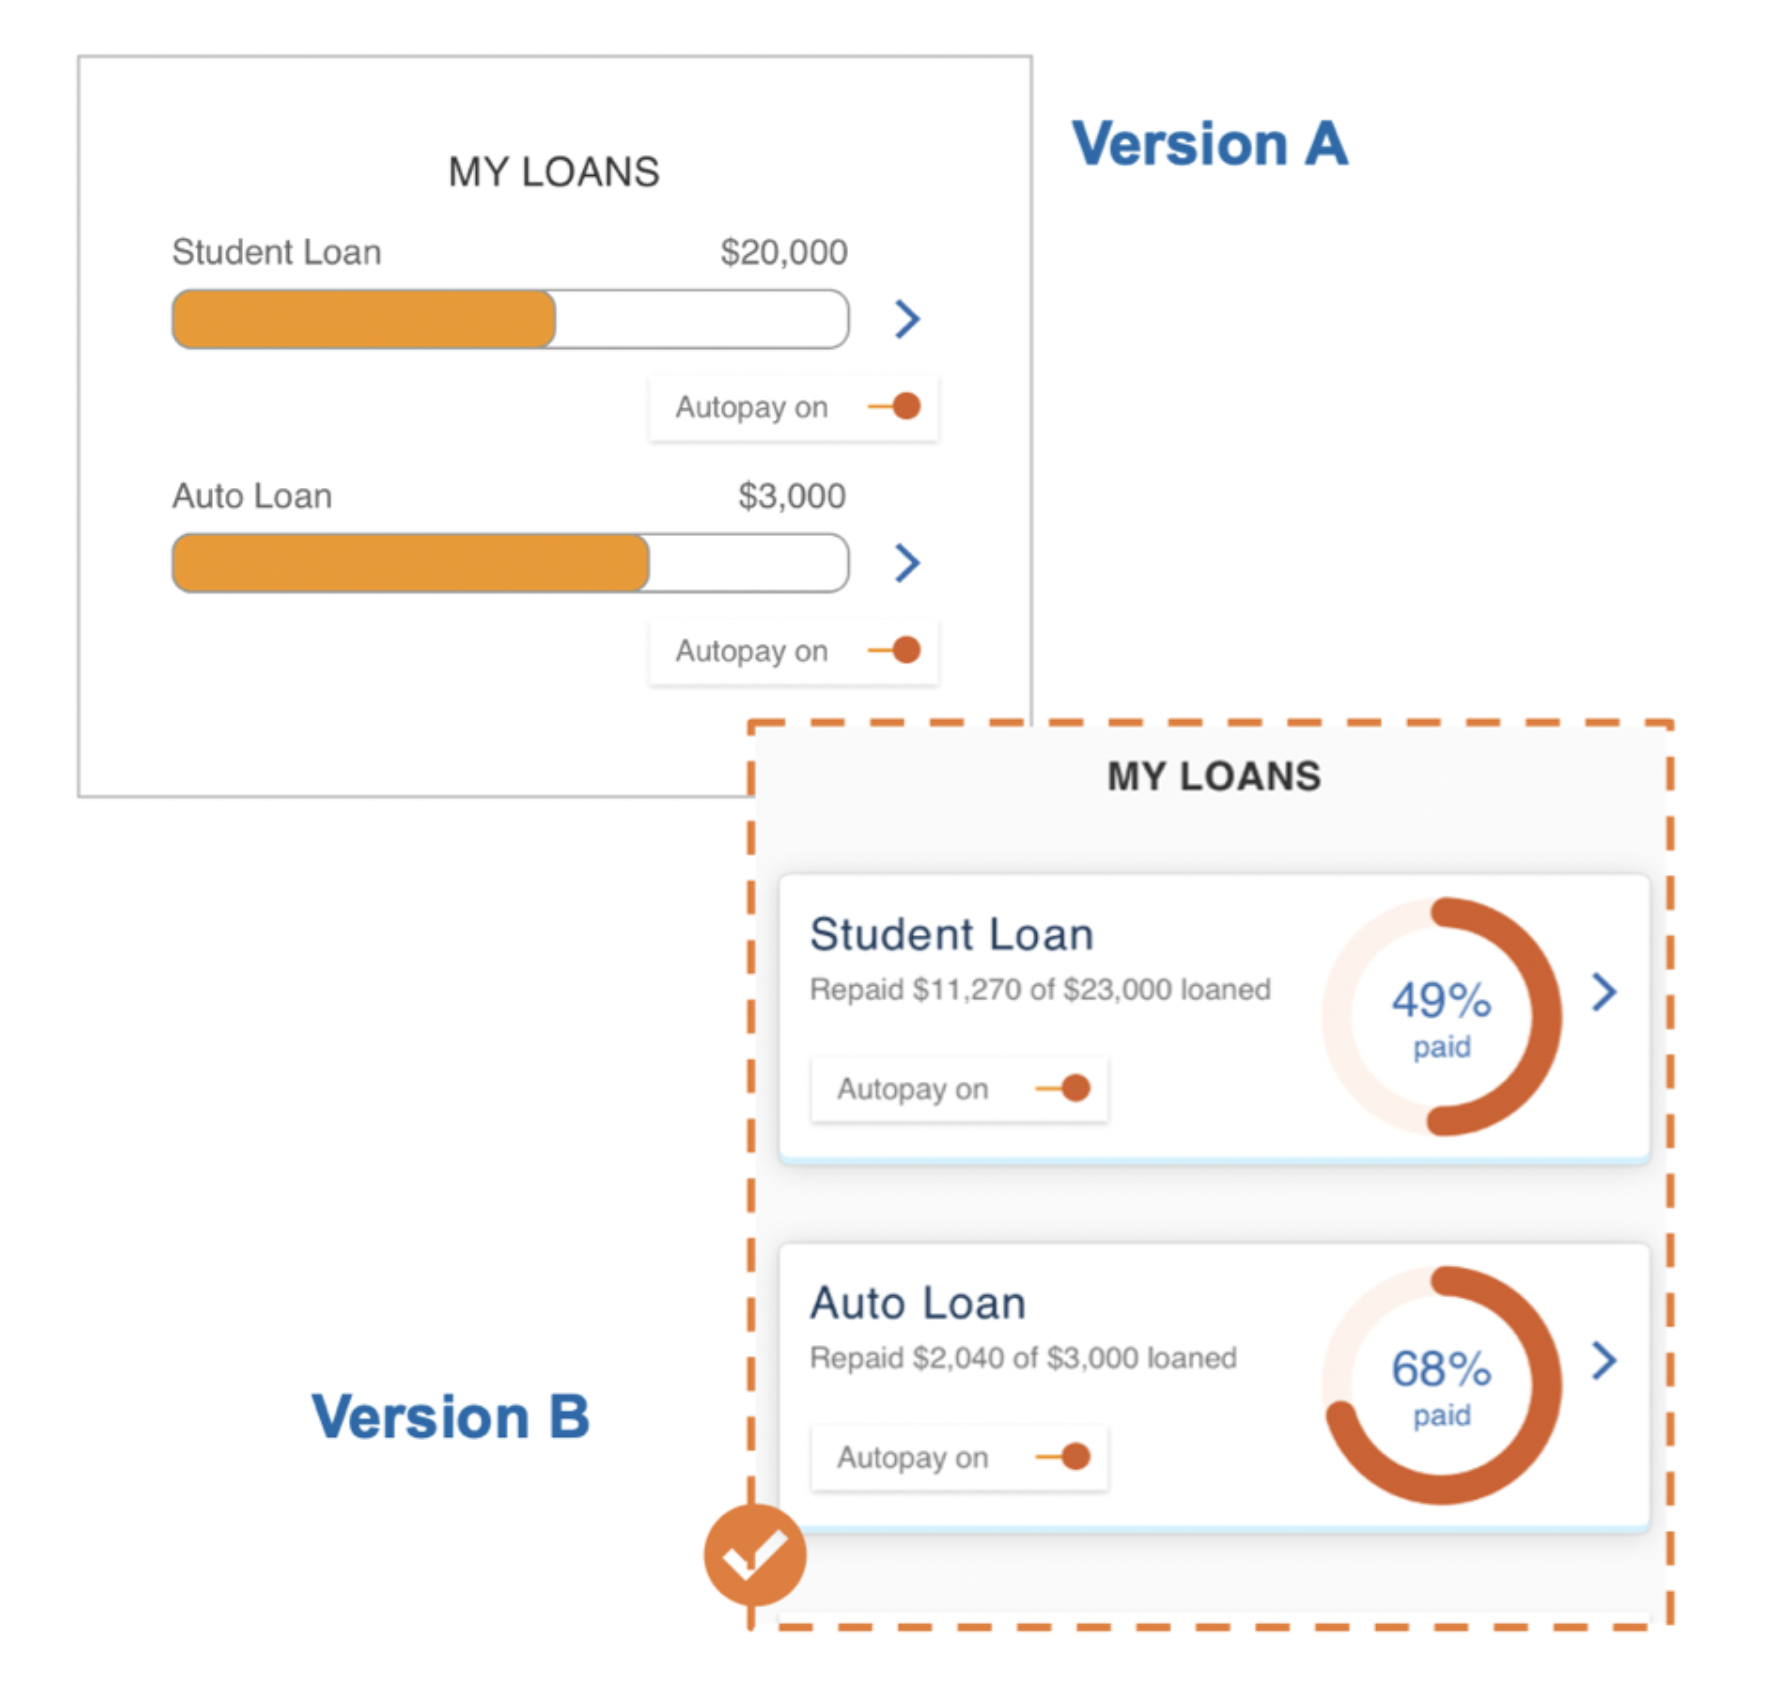 Version A
MY LOANS
Student Loan $20,000
Autopay on
Auto Loan $3,000
Autopay on
Version B
MY LOANS
Student Loan
Repaid $11,270 of $23,000 loaned
49%
paid
Autopay on
Auto Loan
Repaid $2,040 of $3,000 loaned
68%
paid
Autopay on